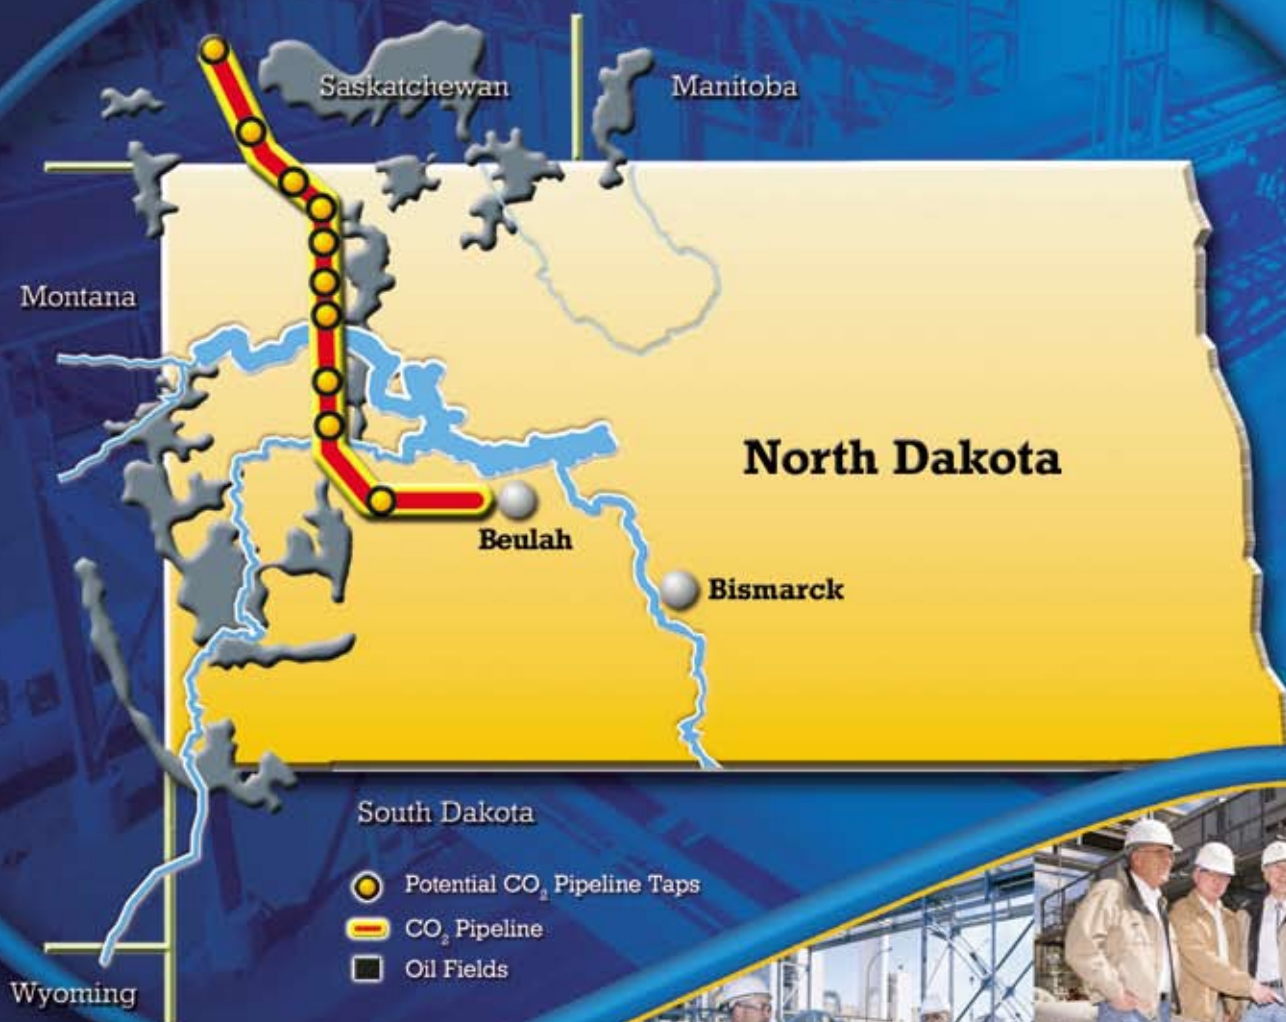 Saskatchewan
Manitoba
Montana
North Dakota
Beulah
Bismarck
South Dakota
Potential CO₂ Pipeline Taps
CO₂ Pipeline
Oil Fields
Wyoming